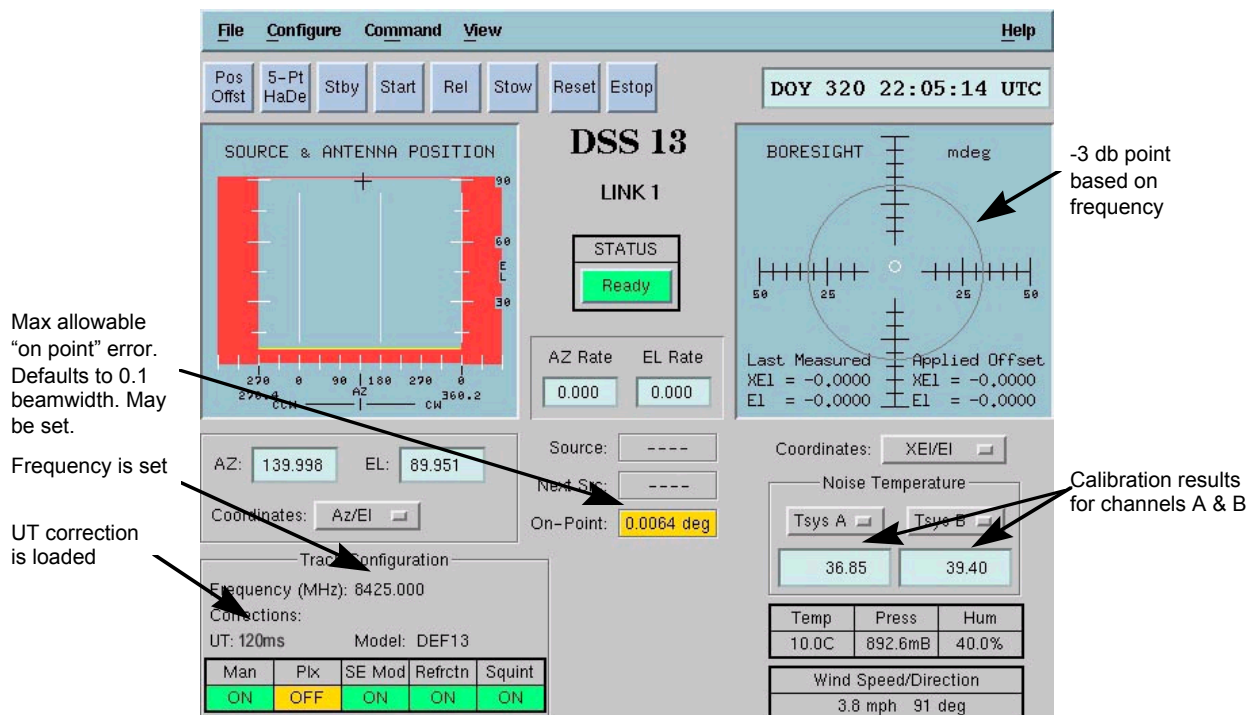 File Configure Command View Help
Pos Offst
5-Pt HaDe
Stby Start Rel Stow Reset Estop
DOY 320 22:05:14 UTC
SOURCE & ANTENNA POSITION
90
60
E
L
30
270 0 90 180 270 0
AZ
360.2
CCW CW
DSS 13
LINK 1
STATUS
Ready
AZ Rate EL Rate
0.000 0.000
BORESIGHT mdeg
50 25 25 50
Last Measured Applied Offset
XEl = -0.0000 XEl = -0.0000
El = -0.0000 El = -0.0000
-3 db point
based on
frequency
Max allowable
“on point” error.
Defaults to 0.1
beamwidth. May
be set.
Frequency is set
UT correction
is loaded
AZ: 139.998 EL: 89.951
Coordinates: Az/El
Source: ----
Next Src: ----
On-Point: 0.0064 deg
Coordinates: XEl/El
Noise Temperature
Tsys A Tsys B
36.85 39.40
Calibration results
for channels A & B
Track Configuration
Frequency (MHz): 8425.000
Corrections:
UT: 120ms Model: DEF13
Man Plx SE Mod Refrctn Squint
ON OFF ON ON ON
Temp Press Hum
10.0C 892.6mB 40.0%
Wind Speed/Direction
3.8 mph 91 deg